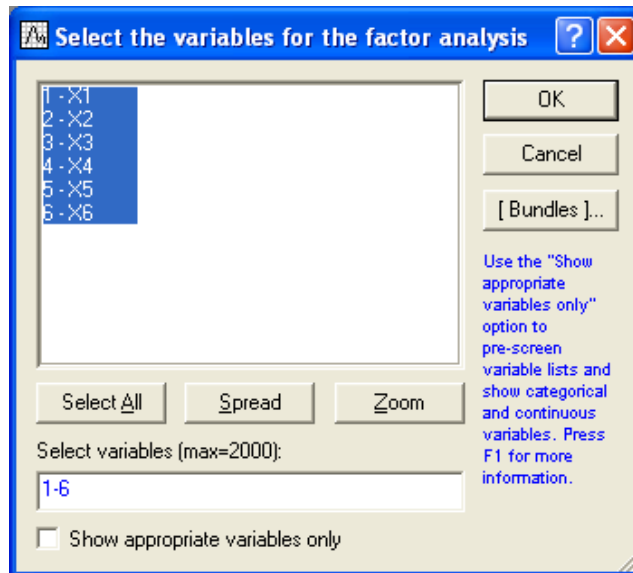 Select the variables for the factor analysis
1 - X1
2 - X2
3 - X3
4 - X4
5 - X5
6 - X6
OK
Cancel
[ Bundles ]...
Use the "Show
appropriate
variables only"
option to
pre-screen
variable lists and
show categorical
and continuous
variables. Press
F1 for more
information.
Select All
Spread
Zoom
Select variables (max=2000):
1-6
Show appropriate variables only